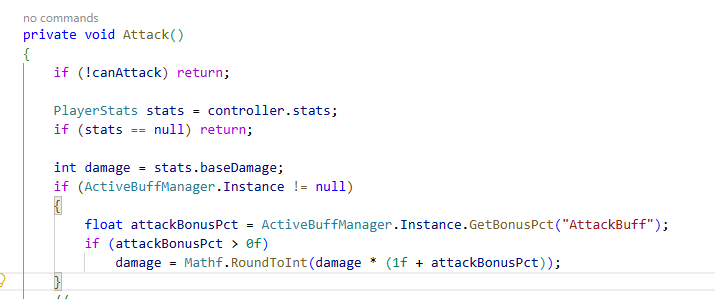 no commands
private void Attack()
{
if (!canAttack) return;
PlayerStats stats = controller.stats;
if (stats == null) return;
int damage = stats.baseDamage;
if (ActiveBuffManager.Instance != null)
{
float attackBonusPct = ActiveBuffManager.Instance.GetBonusPct("AttackBuff");
if (attackBonusPct > 0f)
damage = Mathf.RoundToInt(damage * (1f + attackBonusPct));
}
//